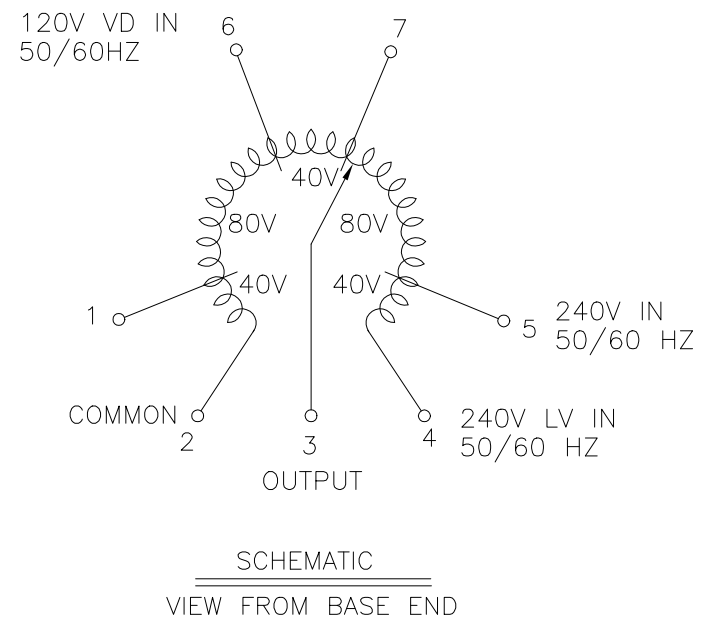 120V VD IN
50/60HZ
6
7
40V
80V
80V
40V
40V
1
5
240V IN
50/60 HZ
COMMON
2
3
OUTPUT
4
240V LV IN
50/60 HZ
SCHEMATIC
VIEW FROM BASE END